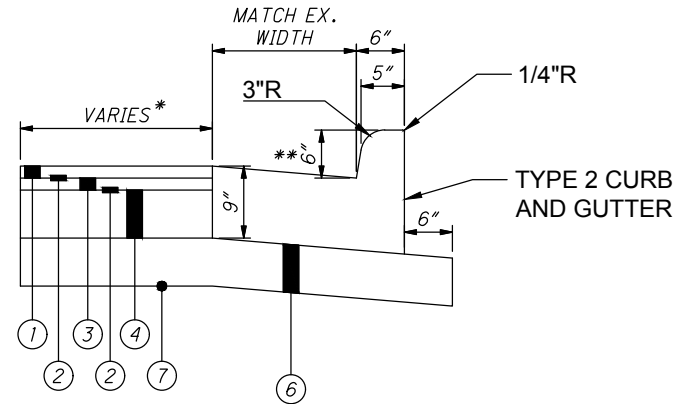 MATCH EX.
WIDTH
6"
5"
1/4"R
3"R
VARIES*
**6"
9"
TYPE 2 CURB
AND GUTTER
6"
1
3
4
2
2
7
6